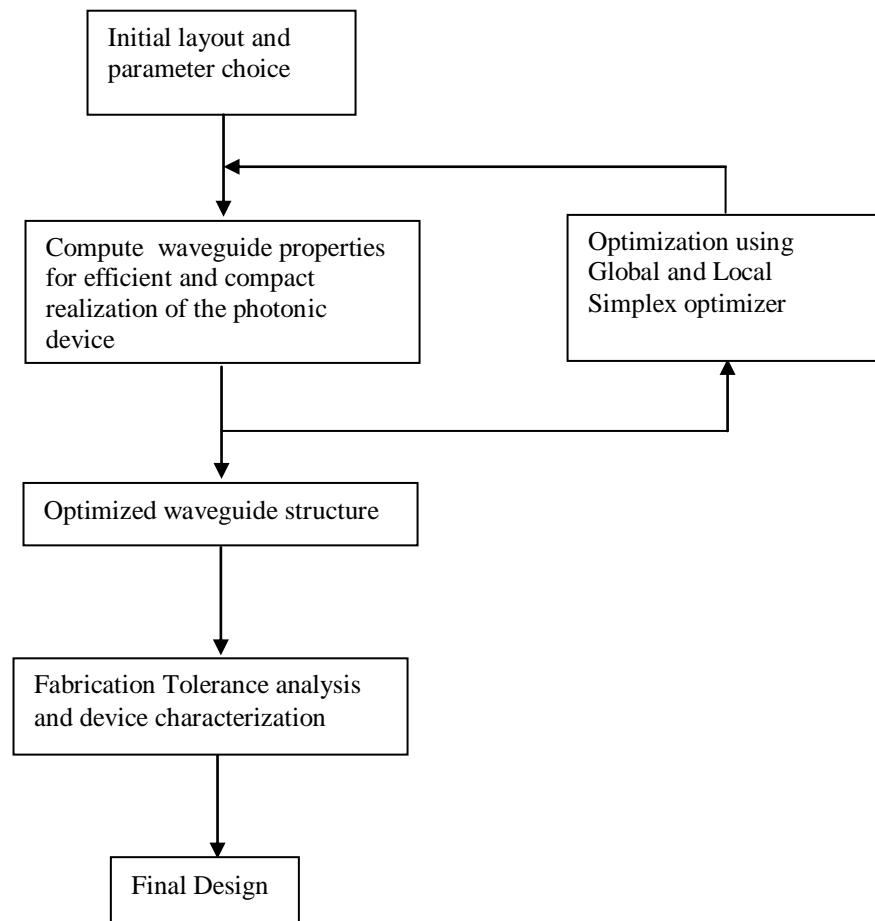 Initial layout and
parameter choice
Compute waveguide properties
for efficient and compact
realization of the photonic
device
Optimization using
Global and Local
Simplex optimizer
Optimized waveguide structure
Fabrication Tolerance analysis
and device characterization
Final Design